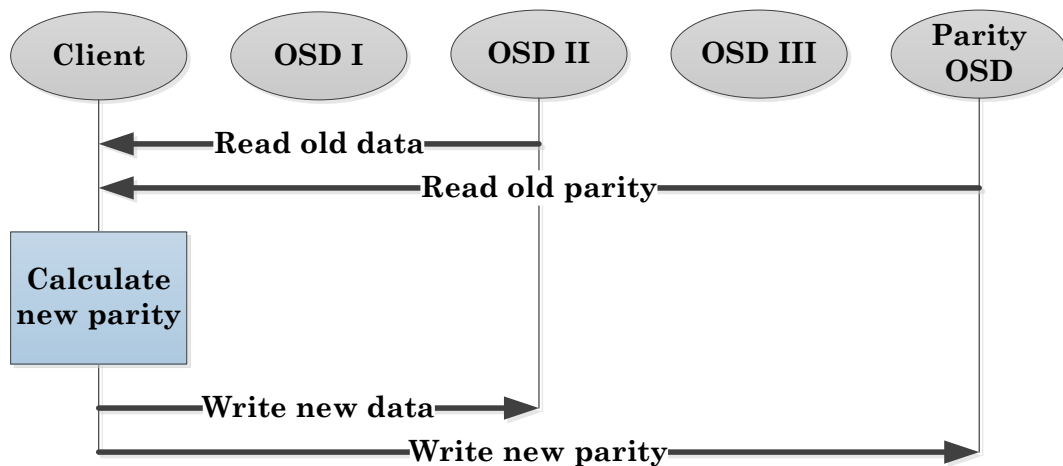 Client
OSD I
OSD II
OSD III
Parity
OSD
Read old data
Read old parity
Calculate
new parity
Write new data
Write new parity